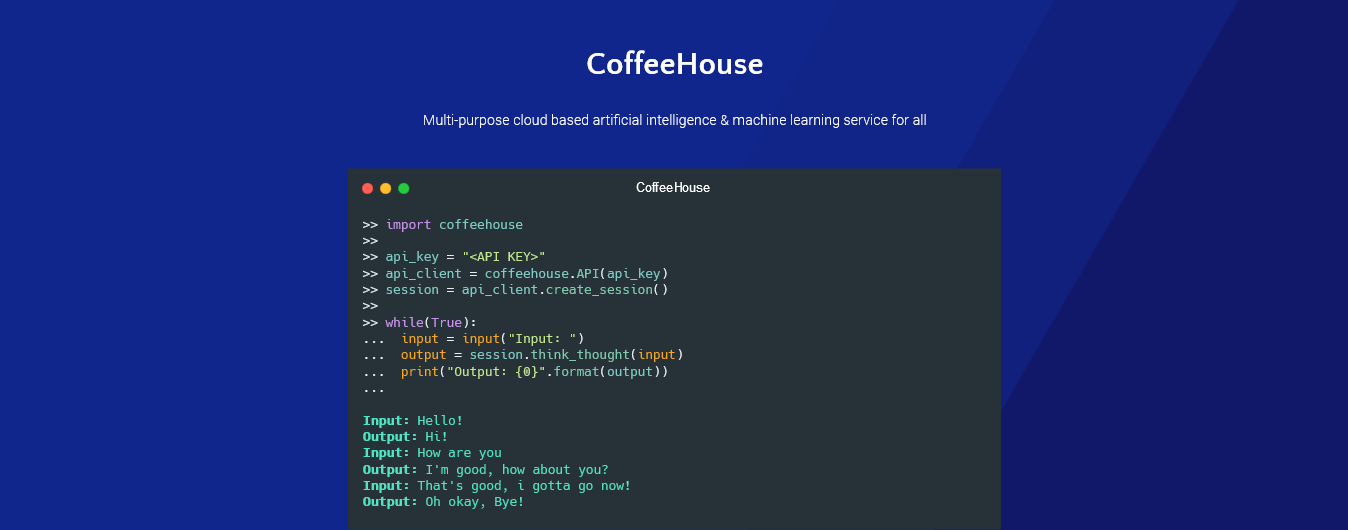 CoffeeHouse
Multi-purpose cloud based artificial intelligence & machine learning service for all
CoffeeHouse
>> import coffeehouse
>>
>> api_key = "<API KEY>"
>> api_client = coffeehouse.API(api_key)
>> session = api_client.create_session()
>>
>> while(True):
...  input = input("Input: ")
...  output = session.think_thought(input)
...  print("Output: {0}".format(output))
...
Input: Hello!
Output: Hi!
Input: How are you
Output: I'm good, how about you?
Input: That's good, i gotta go now!
Output: Oh okay, Bye!